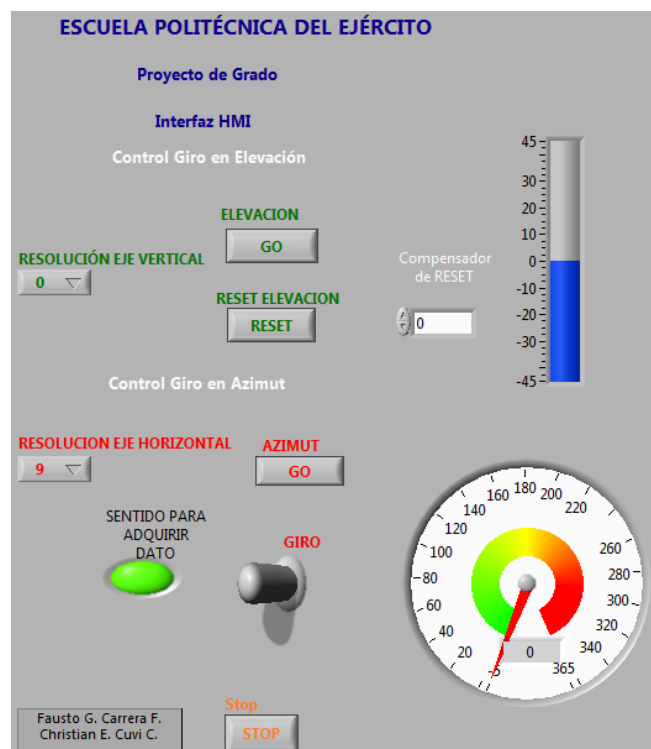 ESCUELA POLITÉCNICA DEL EJÉRCITO
Proyecto de Grado
Interfaz HMI
Control Giro en Elevación
ELEVACION
GO
RESOLUCIÓN EJE VERTICAL
0
RESET ELEVACION
RESET
Compensador
de RESET
0
45
30
20
10
0
-10
-20
-30
-45
Control Giro en Azimut
RESOLUCION EJE HORIZONTAL
9
AZIMUT
GO
SENTIDO PARA
ADQUIRIR
DATO
GIRO
-5
20
40
60
80
100
120
140
160
180
200
220
260
280
300
320
340
365
0
Stop
STOP
Fausto G. Carrera F.
Christian E. Cuvi C.